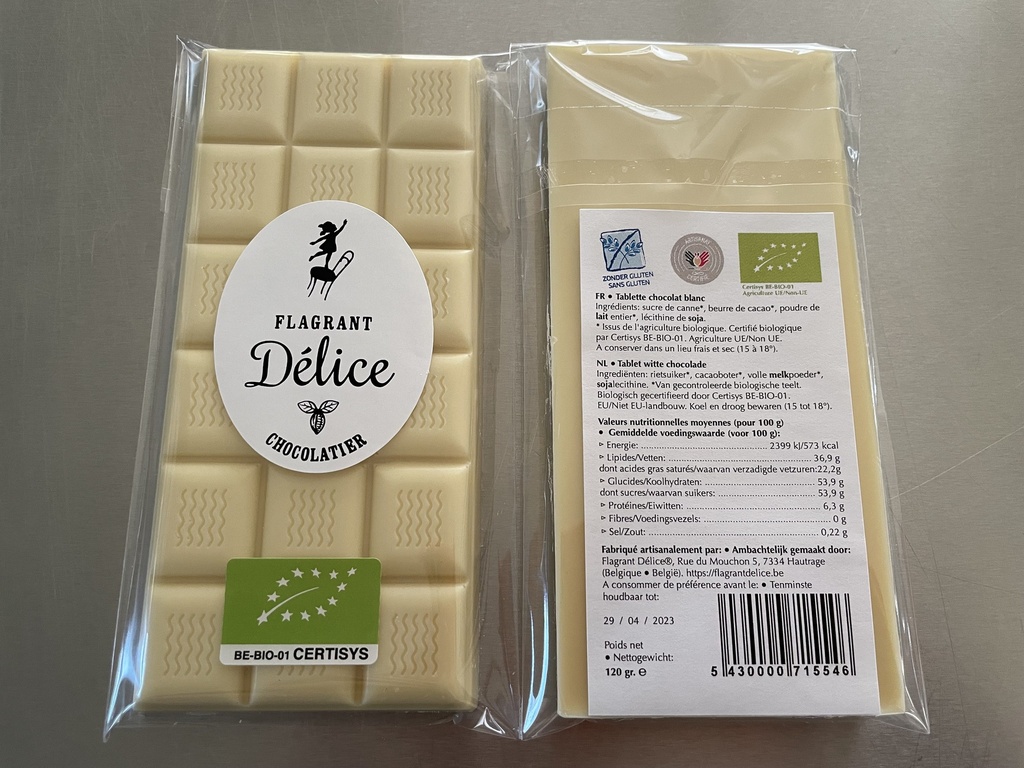 FLAGRANT
Délice
CHOCOLATIER
BE-BIO-01 CERTISYS
ZONDER GLUTEN
SANS GLUTEN
ARTISANAT
CERTIFIÉ
Certisys BE-BIO-01
Agriculture UE/Non-UE
FR • Tablette chocolat blanc
Ingrédients: sucre de canne*, beurre de cacao*, poudre de
lait entier*, lécithine de soja.
* Issus de l'agriculture biologique. Certifié biologique
par Certisys BE-BIO-01. Agriculture UE/Non UE.
A conserver dans un lieu frais et sec (15 à 18°).
NL • Tablet witte chocolade
Ingrediënten: rietsuiker*, cacaoboter*, volle melkpoeder*,
sojalecithine. *Van gecontroleerde biologische teelt.
Biologisch gecertifieerd door Certisys BE-BIO-01.
EU/Niet EU-landbouw. Koel en droog bewaren (15 tot 18°).
Valeurs nutritionnelles moyennes (pour 100 g)
• Gemiddelde voedingswaarde (voor 100 g):
▹ Energie: ........................................ 2399 kJ/573 kcal
▹ Lipides/Vetten: ........................................ 36,9 g
dont acides gras saturés/waarvan verzadigde vetzuren:22,2g
▹ Glucides/Koolhydraten: ........................................ 53,9 g
dont sucres/waarvan suikers: ........................................ 53,9 g
▹ Protéines/Eiwitten: ........................................ 6,3 g
▹ Fibres/Voedingsvezels: ........................................ 0 g
▹ Sel/Zout: ........................................ 0,22 g
Fabriqué artisanalement par: • Ambachtelijk gemaakt door:
Flagrant Délice®, Rue du Mouchon 5, 7334 Hautrage
(Belgique • België). https://flagrantdelice.be
A consommer de préférence avant le: • Tenminste
houdbaar tot:
29 / 04 / 2023
Poids net
• Nettogewicht:
120 gr. ℮
5 430000 715546